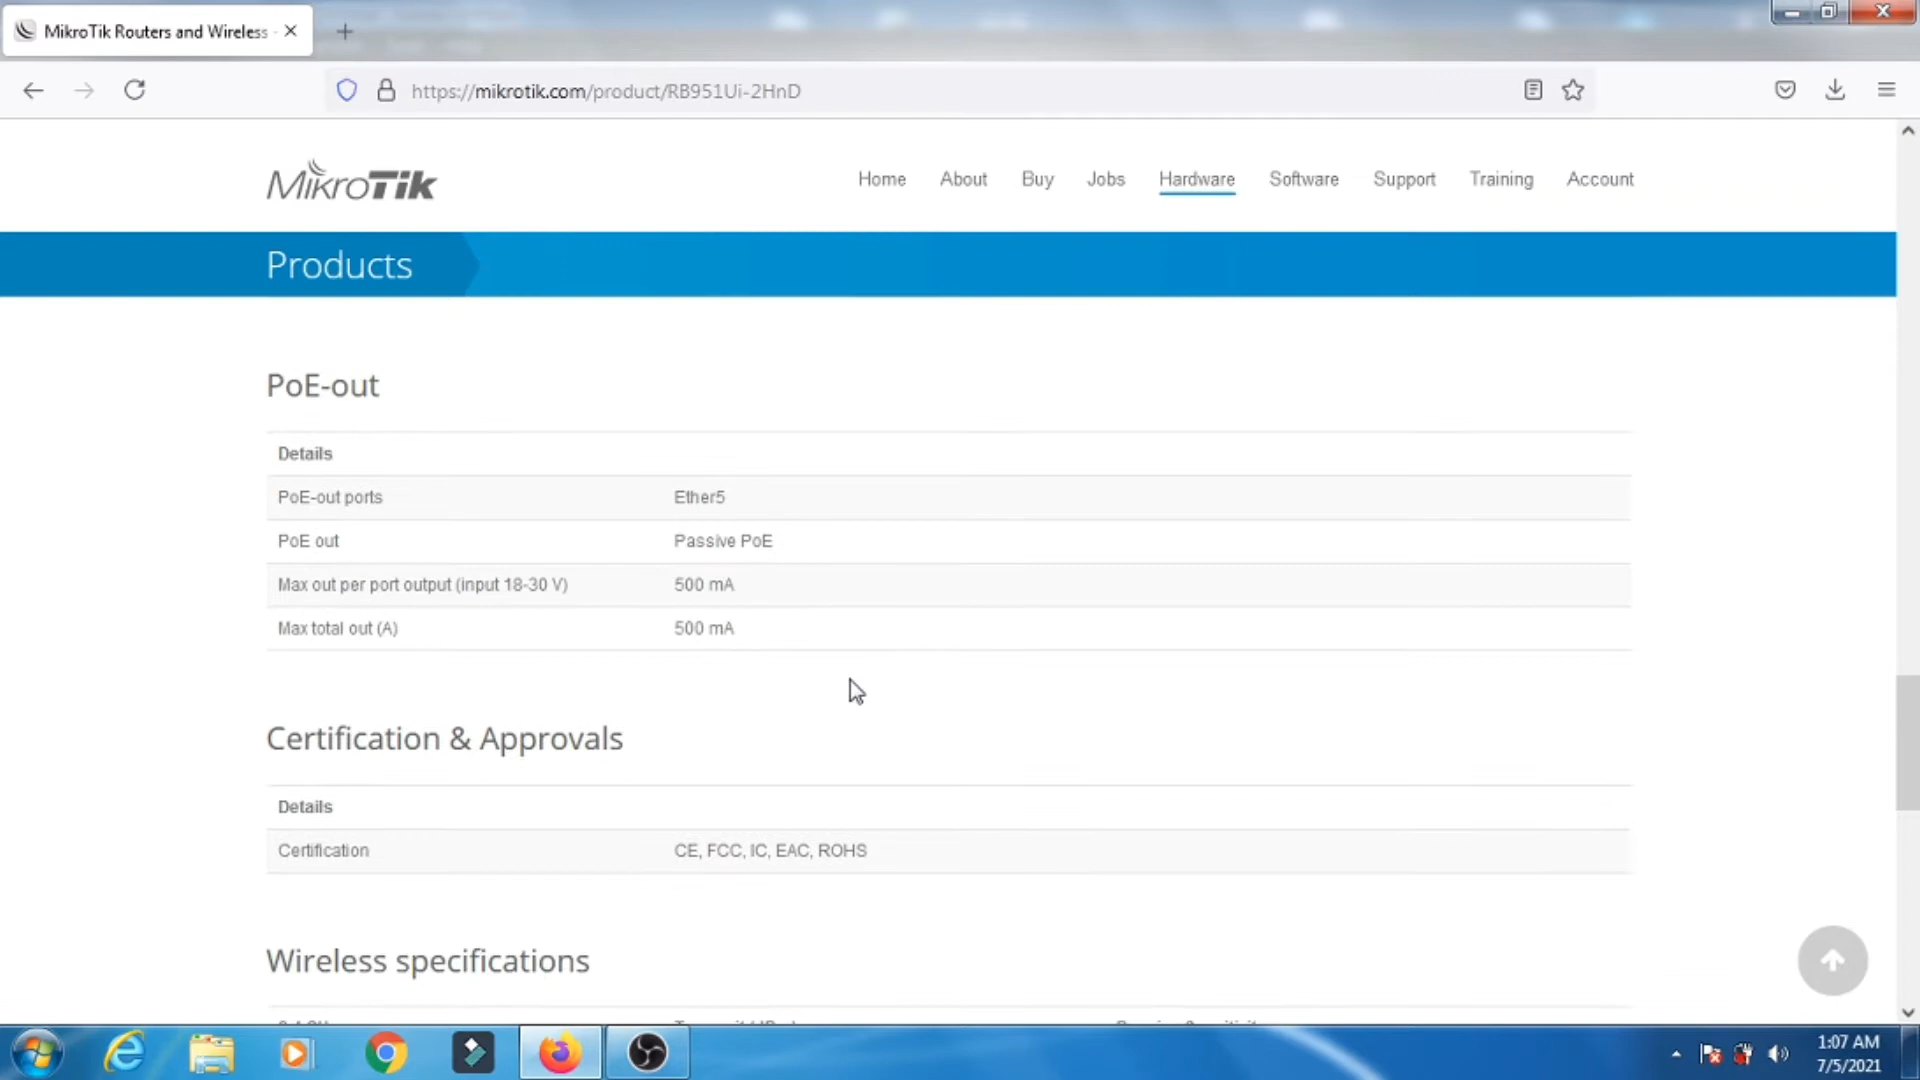 MikroTik Routers and Wireless -
https://mikrotik.com/product/RB951Ui-2HnD
MikroTik
Home About Buy Jobs Hardware Software Support Training Account
Products
PoE-out
Details
PoE-out ports Ether5
PoE out Passive PoE
Max out per port output (input 18-30 V) 500 mA
Max total out (A) 500 mA
Certification & Approvals
Details
Certification CE, FCC, IC, EAC, ROHS
Wireless specifications
1:07 AM
7/5/2021